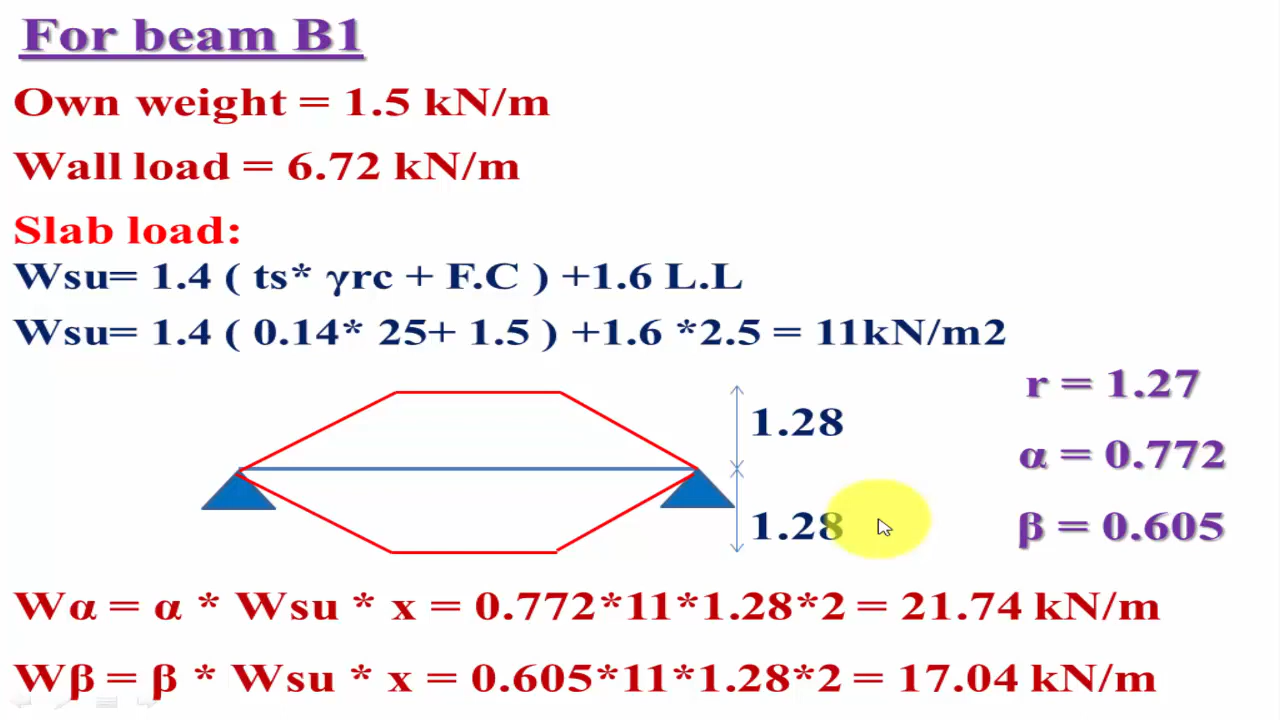 For beam B1
Own weight = 1.5 kN/m
Wall load = 6.72 kN/m
Slab load:
Wsu= 1.4 ( ts* γrc + F.C ) +1.6 L.L
Wsu= 1.4 ( 0.14* 25+ 1.5 ) +1.6 *2.5 = 11kN/m2
r = 1.27
1.28
α = 0.772
1.28
β = 0.605
Wα = α * Wsu * x = 0.772*11*1.28*2 = 21.74 kN/m
Wβ = β * Wsu * x = 0.605*11*1.28*2 = 17.04 kN/m